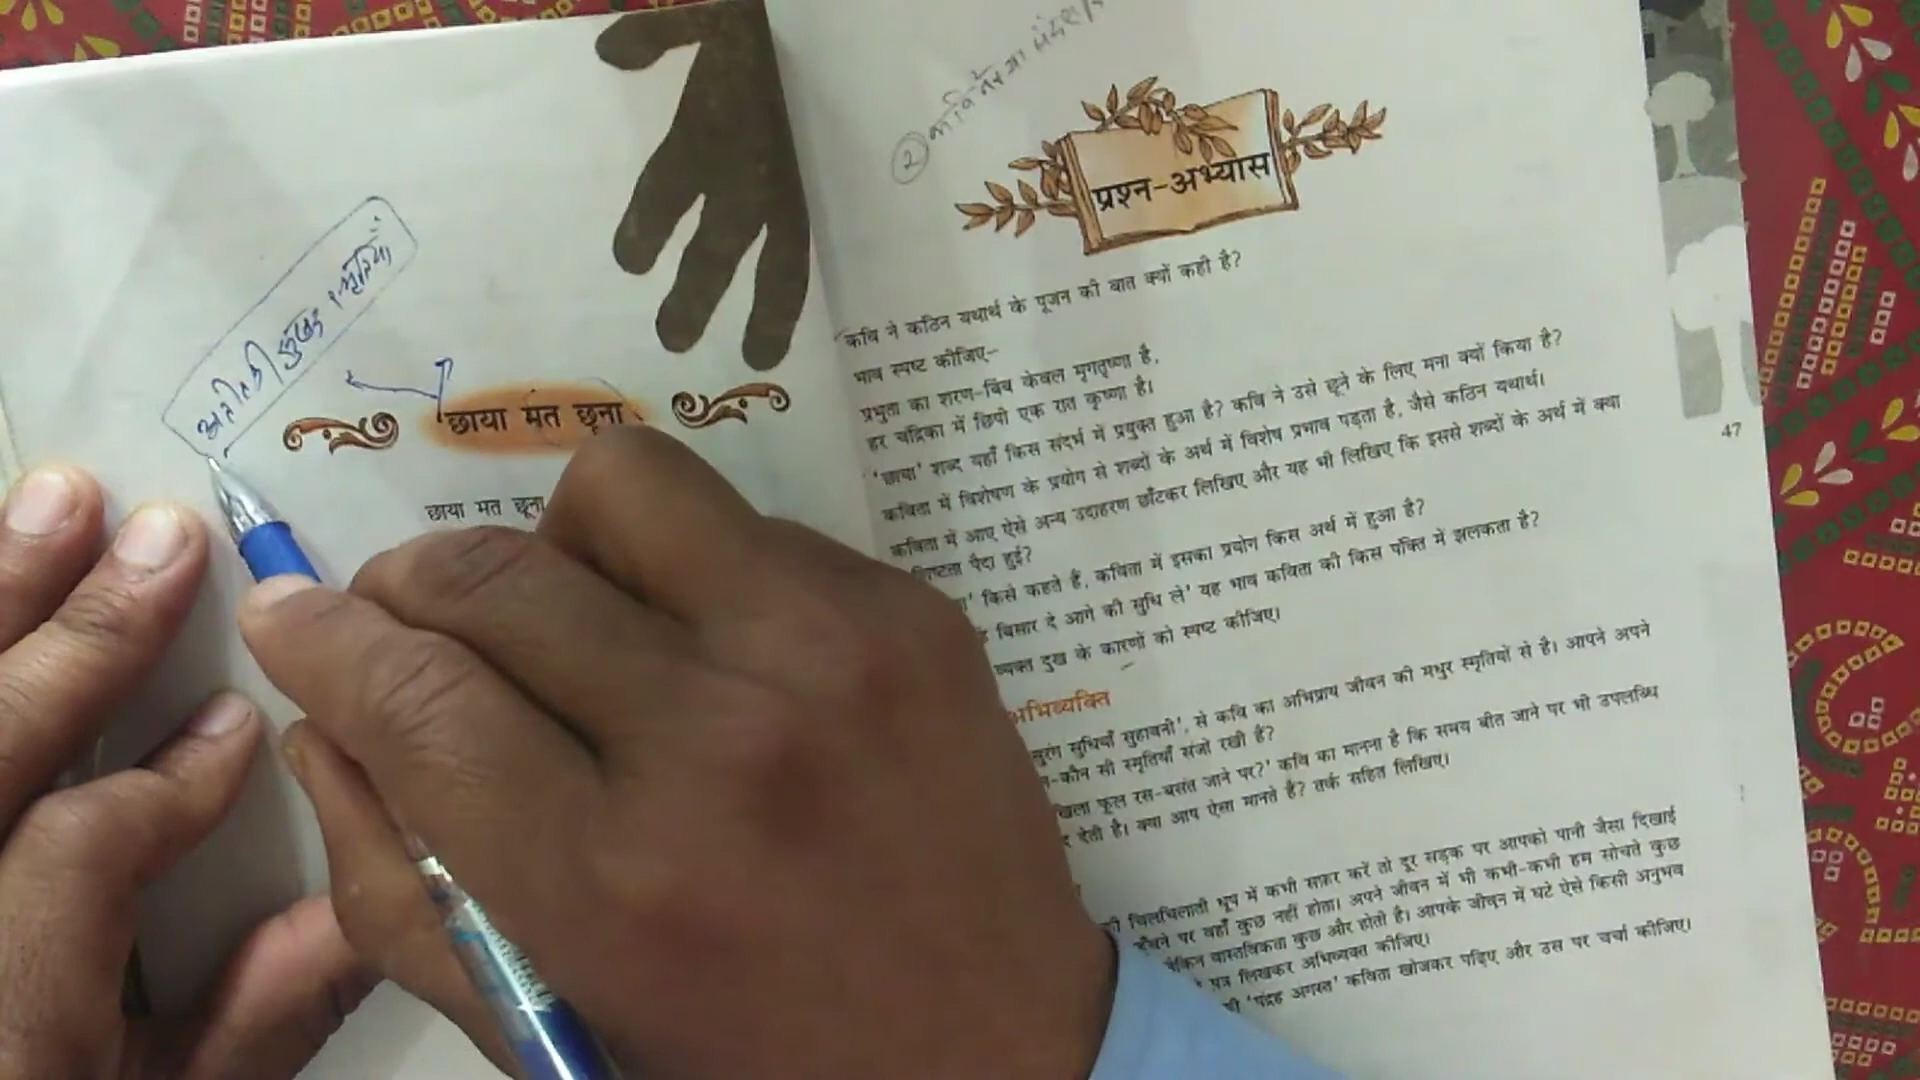 अतीत की सुखद स्मृतियाँ
छाया मत छूना
छाया मत छूना
2
प्रश्न-अभ्यास
कवि ने कठिन यथार्थ के पूजन की बात क्यों कही है?
भाव स्पष्ट कीजिए-
प्रभुता का शरण-बिंब केवल मृगतृष्णा है,
हर चंद्रिका में छिपी एक रात कृष्णा है।
'छाया' शब्द यहाँ किस संदर्भ में प्रयुक्त हुआ है? कवि ने उसे छूने के लिए मना क्यों किया है?
कविता में विशेषण के प्रयोग से शब्दों के अर्थ में विशेष प्रभाव पड़ता है, जैसे कठिन यथार्थ।
कविता में आए ऐसे अन्य उदाहरण छाँटकर लिखिए और यह भी लिखिए कि इससे शब्दों के अर्थ में क्या
पैदा हुई?
किसे कहते हैं, कविता में इसका प्रयोग किस अर्थ में हुआ है?
बिसार दे आगे की सुधि ले' यह भाव कविता की किस पंक्ति में झलकता है?
व्यक्त दुख के कारणों को स्पष्ट कीजिए।
अभिव्यक्ति
सुरंग सुधियाँ सुहावनी', से कवि का अभिप्राय जीवन की मधुर स्मृतियों से है। आपने अपने
-कौन सी स्मृतियाँ संजो रखी हैं?
खिला फूल रस-बसंत जाने पर?' कवि का मानना है कि समय बीत जाने पर भी उपलब्धि
देती है। क्या आप ऐसा मानते हैं? तर्क सहित लिखिए।
चिलचिलाती धूप में कभी सफ़र करें तो दूर सड़क पर आपको पानी जैसा दिखाई
पर वहाँ कुछ नहीं होता। अपने जीवन में भी कभी-कभी हम सोचते कुछ
लेकिन वास्तविकता कुछ और होती है। आपके जीवन में घटे ऐसे किसी अनुभव
पत्र लिखकर अभिव्यक्त कीजिए।
की 'पंद्रह अगस्त' कविता खोजकर पढ़िए और उस पर चर्चा कीजिए।
47